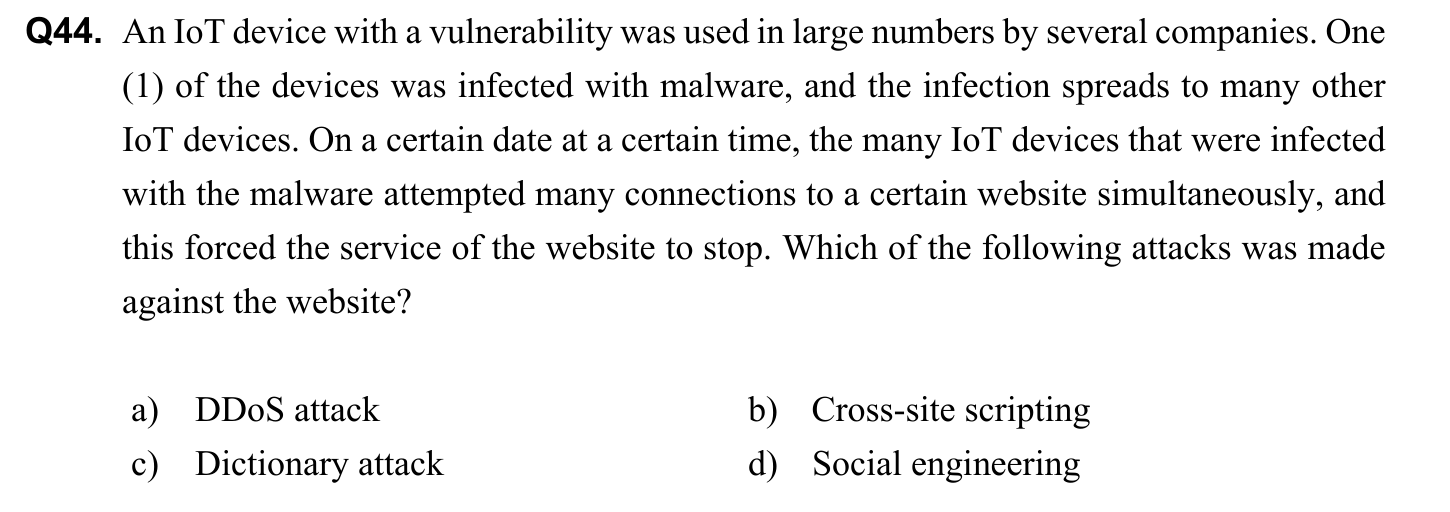 Q44. An IoT device with a vulnerability was used in large numbers by several companies. One
(1) of the devices was infected with malware, and the infection spreads to many other
IoT devices. On a certain date at a certain time, the many IoT devices that were infected
with the malware attempted many connections to a certain website simultaneously, and
this forced the service of the website to stop. Which of the following attacks was made
against the website?
a) DDoS attack b) Cross-site scripting
c) Dictionary attack d) Social engineering